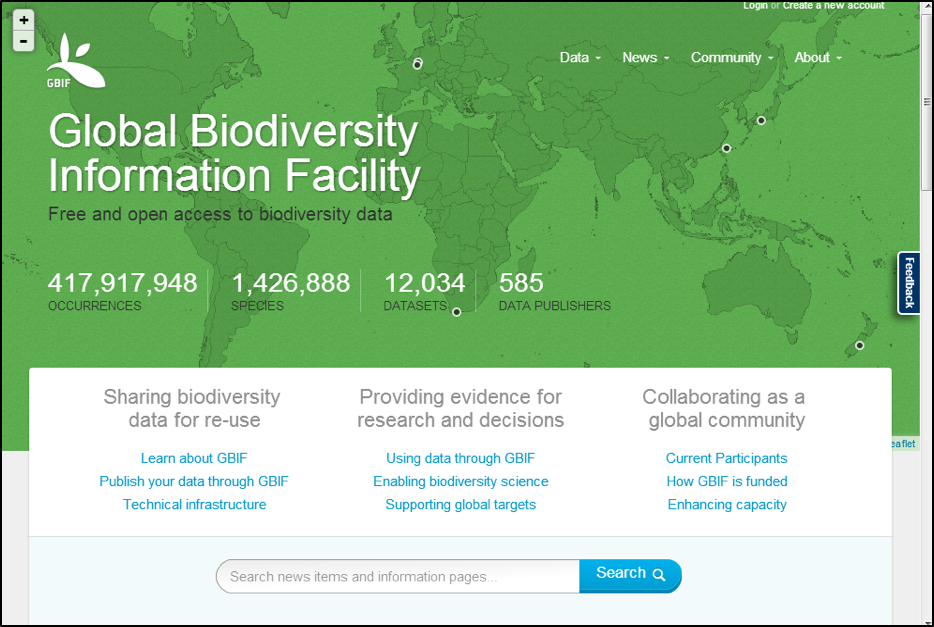 +
-
Login or Create a new account
GBIF
Data
News
Community
About
Global Biodiversity
Information Facility
Free and open access to biodiversity data
417,917,948
OCCURRENCES
1,426,888
SPECIES
12,034
DATASETS
585
DATA PUBLISHERS
Feedback
Sharing biodiversity
data for re-use
Learn about GBIF
Publish your data through GBIF
Technical infrastructure
Providing evidence for
research and decisions
Using data through GBIF
Enabling biodiversity science
Supporting global targets
Collaborating as a
global community
Current Participants
How GBIF is funded
Enhancing capacity
eaflet
Search news items and information pages...
Search